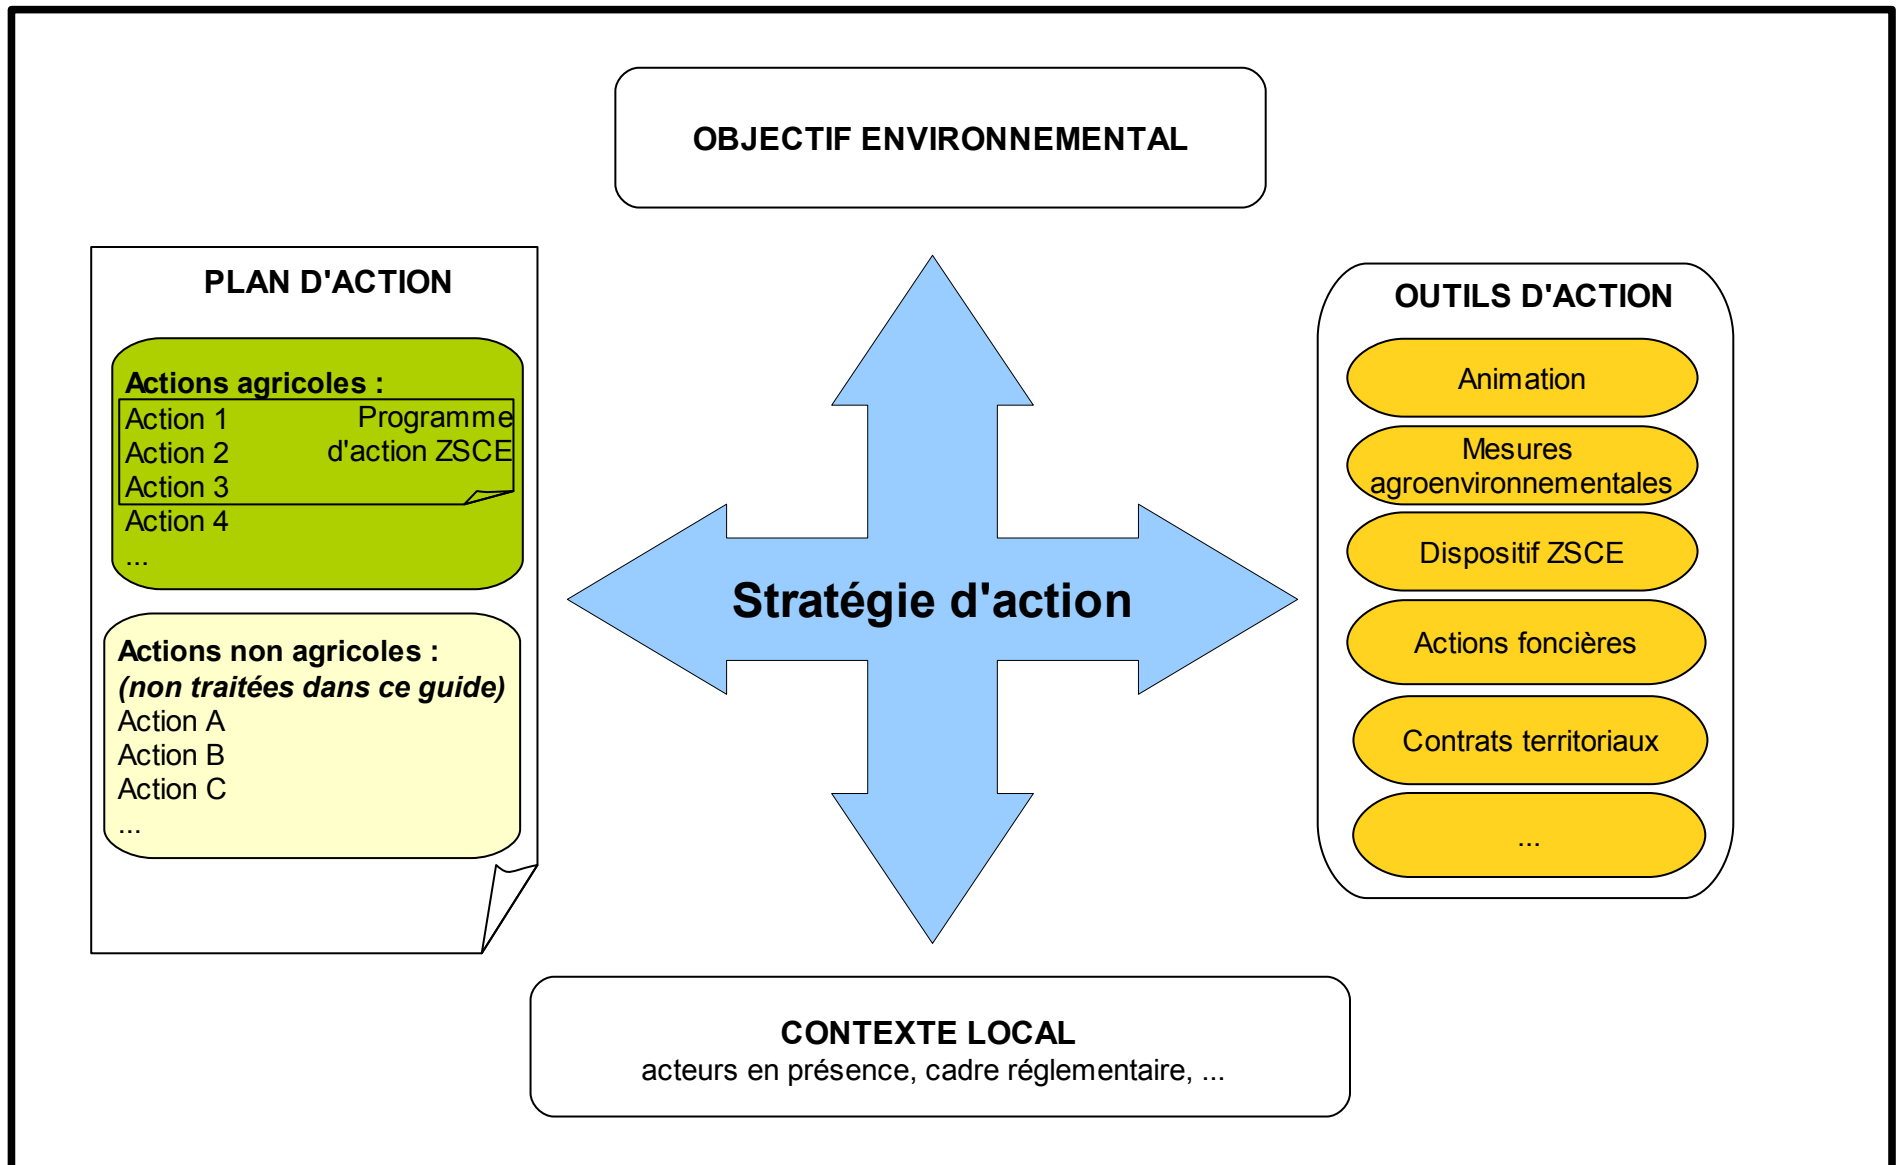 OBJECTIF ENVIRONNEMENTAL
PLAN D'ACTION
Actions agricoles :
Action 1
Action 2
Action 3
Programme
d'action ZSCE
Action 4
...
Actions non agricoles :
(non traitées dans ce guide)
Action A
Action B
Action C
...
Stratégie d'action
OUTILS D'ACTION
Animation
Mesures
agroenvironnementales
Dispositif ZSCE
Actions foncières
Contrats territoriaux
...
CONTEXTE LOCAL
acteurs en présence, cadre réglementaire, ...